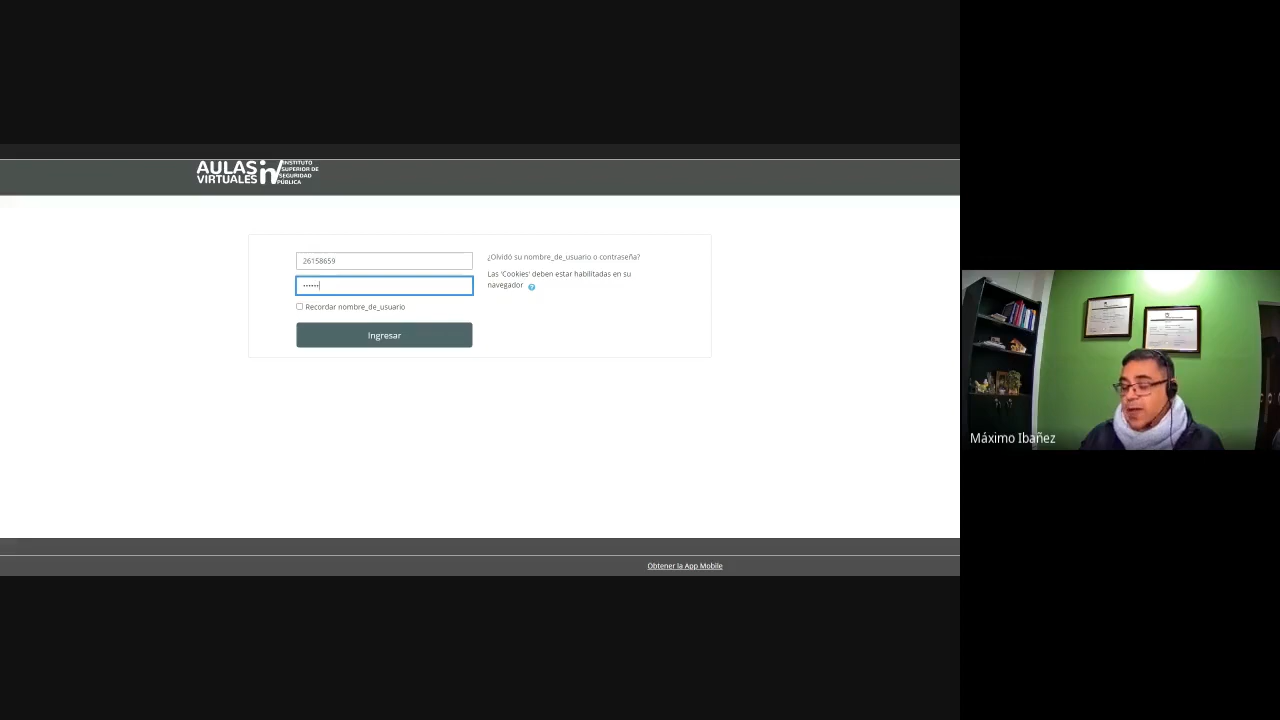 AULAS
VIRTUALES
in/
INSTITUTO
SUPERIOR DE
SEGURIDAD
PÚBLICA
26158659
••••••
Recordar nombre_de_usuario
Ingresar
¿Olvidó su nombre_de_usuario o contraseña?
Las 'Cookies' deben estar habilitadas en su
navegador ?
Obtener la App Mobile
Máximo Ibañez